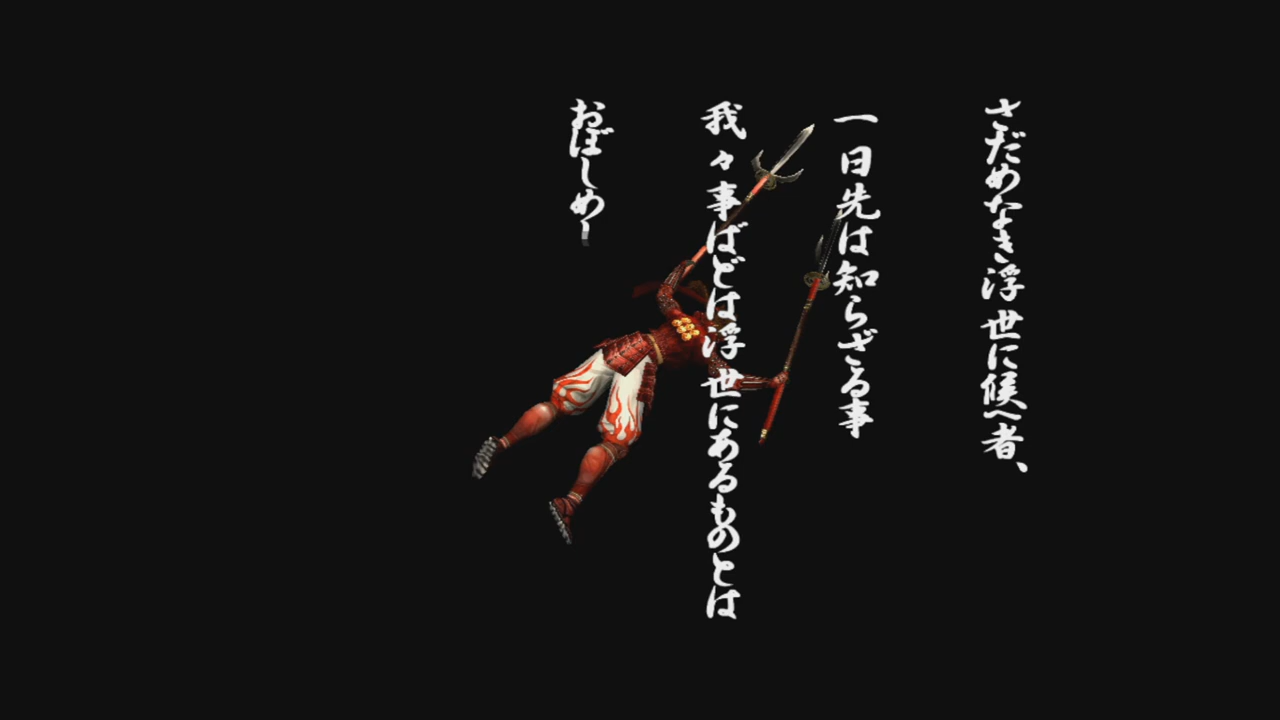 さだめなき浮世に候へ者、
一日先は知らざる事
我々事ばどは浮世にあるものとは
おぼしめし